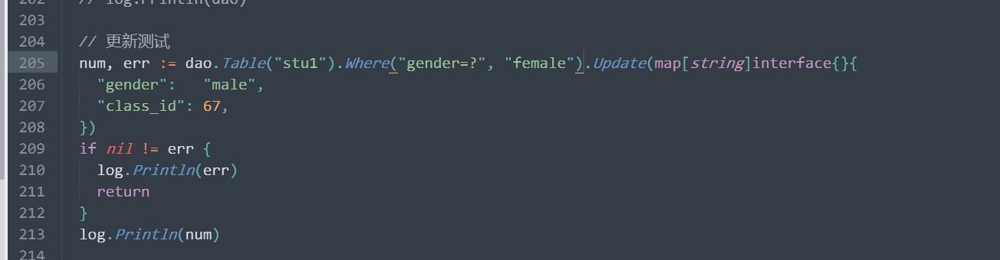 202 // log.Println(dao)
203
204 // 更新测试
205 num, err := dao.Table("stu1").Where("gender=?", "female").Update(map[string]interface{}{
206 "gender":   "male",
207 "class_id": 67,
208 })
209 if nil != err {
210 log.Println(err)
211 return
212 }
213 log.Println(num)
214